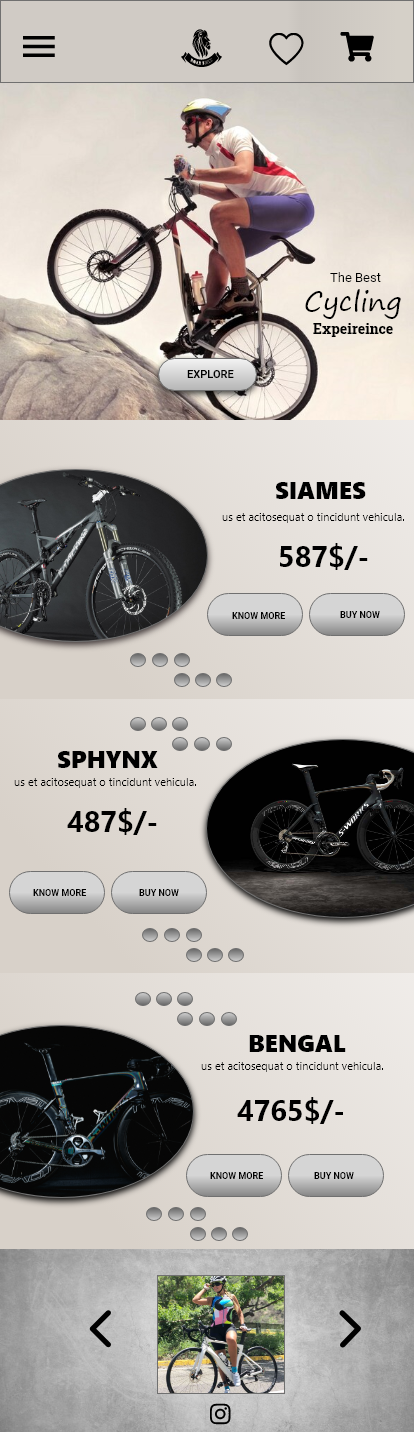 The Best
Cycling
Expeireince
EXPLORE
SIAMES
us et acitosequat o tincidunt vehicula.
587$/-
KNOW MORE
BUY NOW
SPHYNX
us et acitosequat o tincidunt vehicula.
487$/-
S-WORKS
KNOW MORE
BUY NOW
BENGAL
us et acitosequat o tincidunt vehicula.
4765$/-
KNOW MORE
BUY NOW